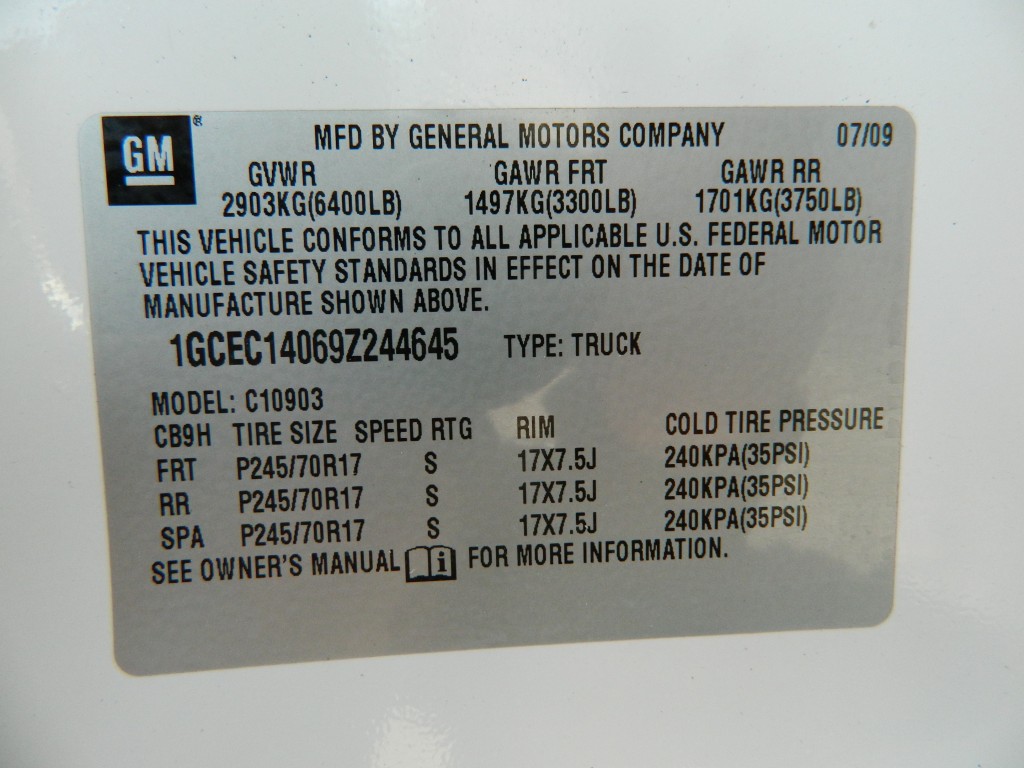 GM ® MFD BY GENERAL MOTORS COMPANY 07/09
GVWR GAWR FRT GAWR RR
2903KG(6400LB) 1497KG(3300LB) 1701KG(3750LB)
THIS VEHICLE CONFORMS TO ALL APPLICABLE U.S. FEDERAL MOTOR
VEHICLE SAFETY STANDARDS IN EFFECT ON THE DATE OF
MANUFACTURE SHOWN ABOVE.
1GCEC14069Z244645 TYPE: TRUCK
MODEL: C10903
CB9H TIRE SIZE SPEED RTG RIM COLD TIRE PRESSURE
FRT P245/70R17 S 17X7.5J 240KPA(35PSI)
RR P245/70R17 S 17X7.5J 240KPA(35PSI)
SPA P245/70R17 S 17X7.5J 240KPA(35PSI)
SEE OWNER'S MANUAL i FOR MORE INFORMATION.